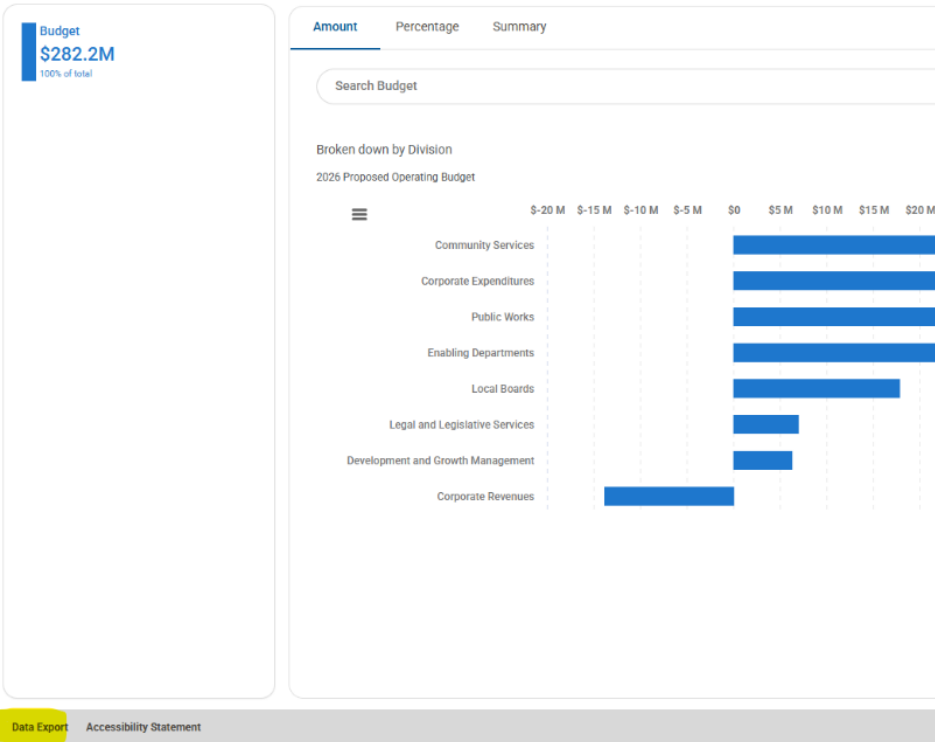 Budget
$282.2M
100% of total
Amount Percentage Summary
Search Budget
Broken down by Division
2026 Proposed Operating Budget
$-20 M $-15 M $-10 M $-5 M $0 $5 M $10 M $15 M $20 M
Community Services
Corporate Expenditures
Public Works
Enabling Departments
Local Boards
Legal and Legislative Services
Development and Growth Management
Corporate Revenues
Data Export Accessibility Statement